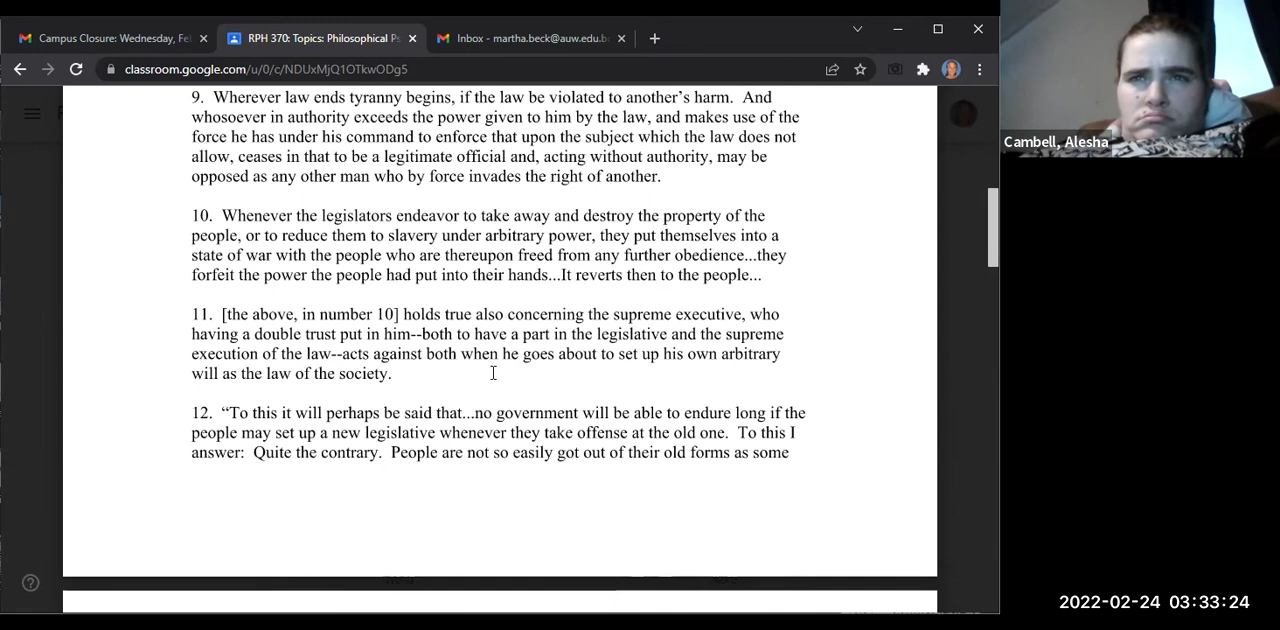 Campus Closure: Wednesday, Fe
RPH 370: Topics: Philosophical Ps
Inbox - martha.beck@auw.edu.b
classroom.google.com/u/0/c/NDUxMjQ1OTkwODg5
9. Wherever law ends tyranny begins, if the law be violated to another's harm. And
whosoever in authority exceeds the power given to him by the law, and makes use of the
force he has under his command to enforce that upon the subject which the law does not
allow, ceases in that to be a legitimate official and, acting without authority, may be
opposed as any other man who by force invades the right of another.
10. Whenever the legislators endeavor to take away and destroy the property of the
people, or to reduce them to slavery under arbitrary power, they put themselves into a
state of war with the people who are thereupon freed from any further obedience...they
forfeit the power the people had put into their hands...It reverts then to the people...
11. [the above, in number 10] holds true also concerning the supreme executive, who
having a double trust put in him--both to have a part in the legislative and the supreme
execution of the law--acts against both when he goes about to set up his own arbitrary
will as the law of the society.
12. “To this it will perhaps be said that...no government will be able to endure long if the
people may set up a new legislative whenever they take offense at the old one. To this I
answer: Quite the contrary. People are not so easily got out of their old forms as some
Cambell, Alesha
2022-02-24 03:33:24